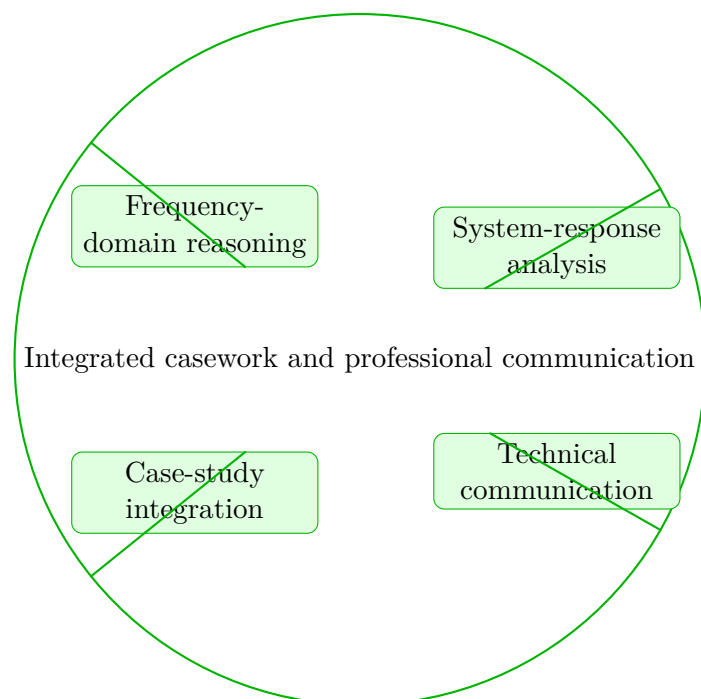 Frequency-
domain reasoning
System-response
analysis
Integrated casework and professional communication
Case-study
integration
Technical
communication